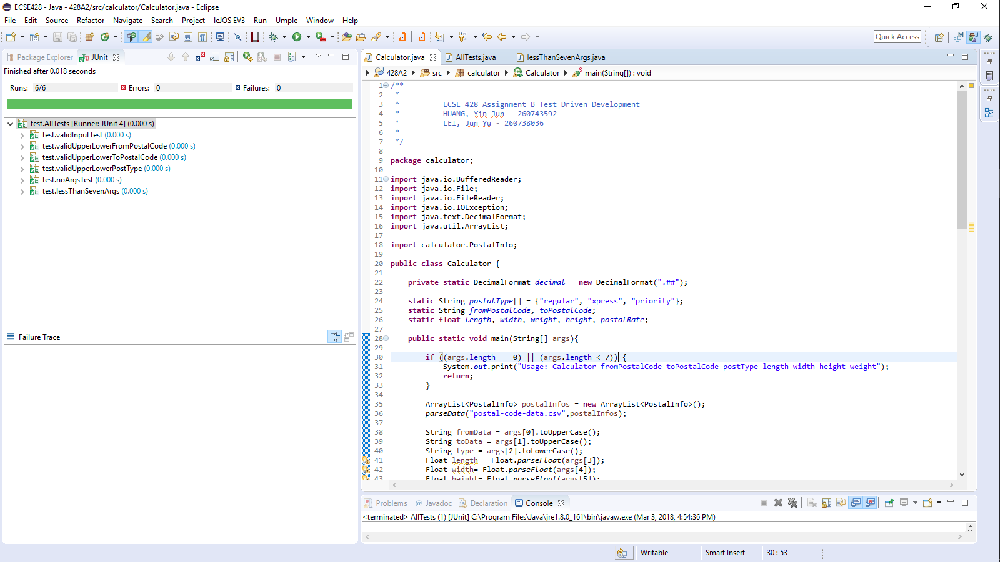 ECSE428 - Java - 428A2/src/calculator/Calculator.java - Eclipse
File Edit Source Refactor Navigate Search Project leJOS EV3 Run Umple Window Help
Quick Access
Package Explorer JUnit
Finished after 0.018 seconds
Runs: 6/6 Errors: 0 Failures: 0
test.AllTests [Runner: JUnit 4] (0.000 s)
test.validInputTest (0.000 s)
test.validUpperLowerFromPostalCode (0.000 s)
test.validUpperLowerToPostalCode (0.000 s)
test.validUpperLowerPostType (0.000 s)
test.noArgsTest (0.000 s)
test.lessThanSevenArgs (0.000 s)
Failure Trace
Calculator.java AllTests.java lessThanSevenArgs.java
428A2 src calculator Calculator main(String[]) : void
1 /**
2 *
3 * ECSE 428 Assignment B Test Driven Development
4 * HUANG, Yin Jun - 260743592
5 * LEI, Jun Yu - 260738036
6 *
7 */
8
9 package calculator;
10
11 import java.io.BufferedReader;
12 import java.io.File;
13 import java.io.FileReader;
14 import java.io.IOException;
15 import java.text.DecimalFormat;
16 import java.util.ArrayList;
17
18 import calculator.PostalInfo;
19
20 public class Calculator {
21
22 private static DecimalFormat decimal = new DecimalFormat(".##");
23
24 static String postalType[] = {"regular", "xpress", "priority"};
25 static String fromPostalCode, toPostalCode;
26 static float length, width, weight, height, postalRate;
27
28 public static void main(String[] args){
29
30 if ((args.length == 0) || (args.length < 7)) {
31 System.out.print("Usage: Calculator fromPostalCode toPostalCode postType length width height weight");
32 return;
33 }
34
35 ArrayList<PostalInfo> postalInfos = new ArrayList<PostalInfo>();
36 parseData("postal-code-data.csv",postalInfos);
37
38 String fromData = args[0].toUpperCase();
39 String toData = args[1].toUpperCase();
40 String type = args[2].toLowerCase();
41 Float length = Float.parseFloat(args[3]);
42 Float width= Float.parseFloat(args[4]);
43 Float height= Float.parseFloat(args[5]);
Problems Javadoc Declaration Console
<terminated> AllTests (1) [JUnit] C:\Program Files\Java\jre1.8.0_161\bin\javaw.exe (Mar 3, 2018, 4:54:36 PM)
Writable Smart Insert 30 : 53